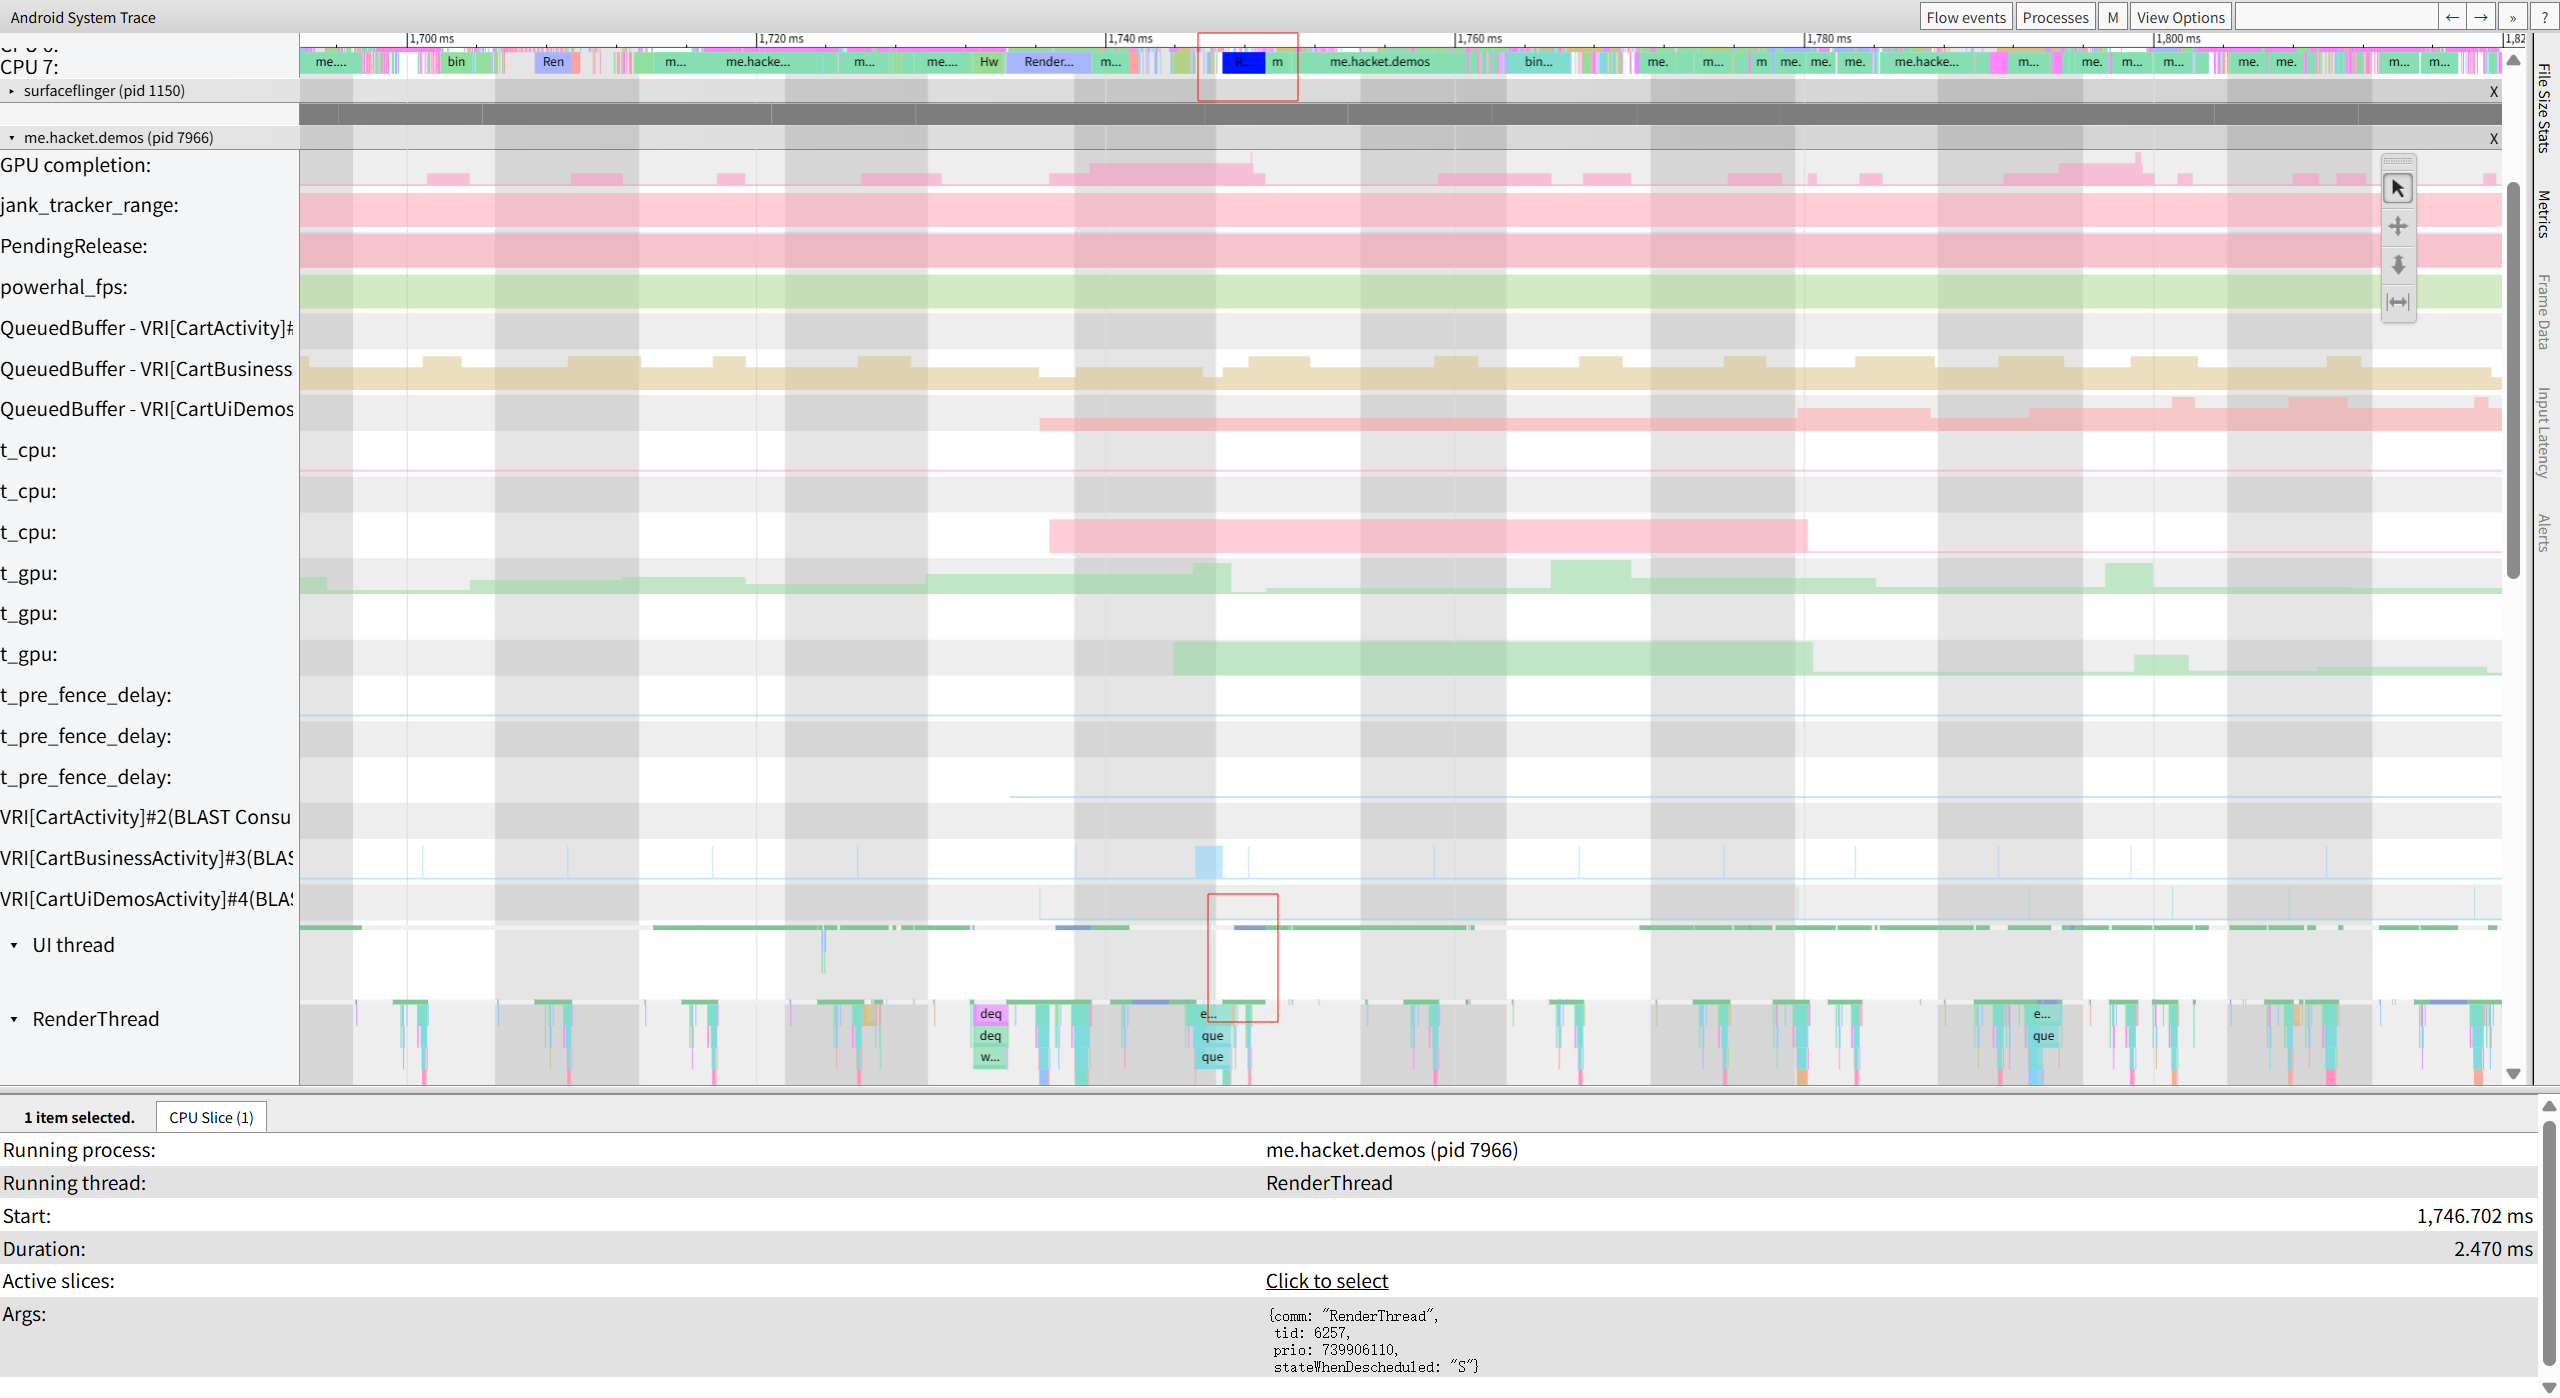 Android System Trace
Flow events Processes M View Options ← → » ?
1,700 ms 1,720 ms 1,740 ms 1,760 ms 1,780 ms 1,800 ms 1,82
CPU 6:
CPU 7: me.... bin Ren m... me.hacke... m... me.... Hw Render... m... R... m me.hacket.demos bin... me. m... m me. me. me. me.hacke... m... me. m... m... me. me. m... m...
surfaceflinger (pid 1150) X
me.hacket.demos (pid 7966) X
GPU completion:
jank_tracker_range:
PendingRelease:
powerhal_fps:
QueuedBuffer - VRI[CartActivity]#
QueuedBuffer - VRI[CartBusiness
QueuedBuffer - VRI[CartUiDemos
t_cpu:
t_cpu:
t_cpu:
t_gpu:
t_gpu:
t_gpu:
t_pre_fence_delay:
t_pre_fence_delay:
t_pre_fence_delay:
VRI[CartActivity]#2(BLAST Consu
VRI[CartBusinessActivity]#3(BLAS
VRI[CartUiDemosActivity]#4(BLAS
UI thread
RenderThread
deq e... e...
deq que que
w... que
File Size Stats
Metrics
Frame Data
Input Latency
Alerts
1 item selected. CPU Slice (1)
Running process: me.hacket.demos (pid 7966)
Running thread: RenderThread
Start: 1,746.702 ms
Duration: 2.470 ms
Active slices: Click to select
Args: {comm: "RenderThread",
tid: 6257,
prio: 739906110,
stateWhenDescheduled: "S"}